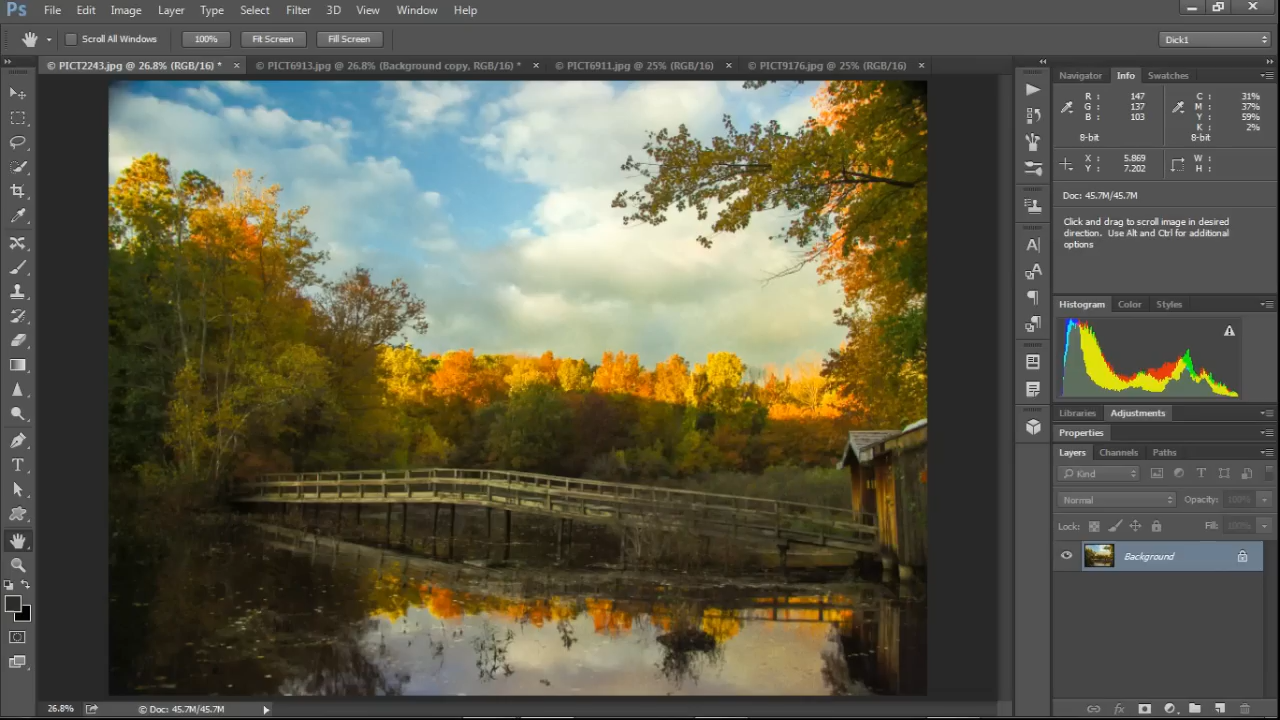 Ps File Edit Image Layer Type Select Filter 3D View Window Help
Scroll All Windows 100% Fit Screen Fill Screen Dick1
© PICT2243.jpg @ 26.8% (RGB/16) * × © PICT6913.jpg @ 26.8% (Background copy, RGB/16) * × © PICT6911.jpg @ 25% (RGB/16) × © PICT9176.jpg @ 25% (RGB/16) ×
Navigator Info Swatches
R : 147 C : 31%
G : 137 M : 37%
B : 103 Y : 59%
K : 2%
8-bit 8-bit
X : 5.869 W :
Y : 7.202 H :
Doc: 45.7M/45.7M
Click and drag to scroll image in desired
direction. Use Alt and Ctrl for additional
options
Histogram Color Styles
Libraries Adjustments
Properties
Layers Channels Paths
Kind
Normal Opacity: 100%
Lock: Fill: 100%
Background
26.8% © Doc: 45.7M/45.7M